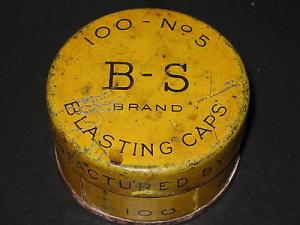 100 - No 5
B-S
BRAND
BLASTING CAPS
FACTURED BY
100